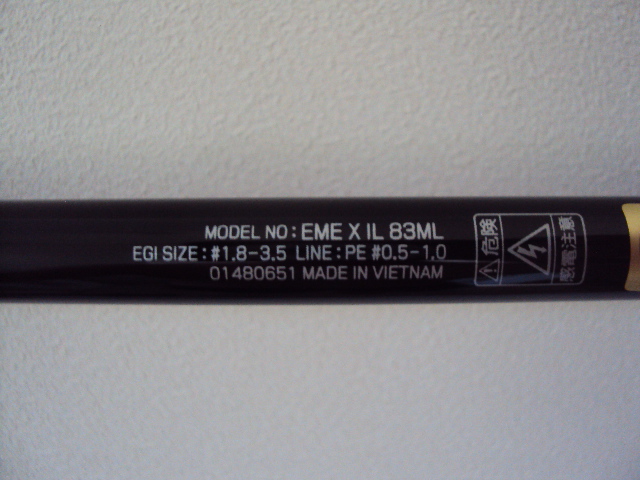 MODEL NO : EME X IL 83ML
EGI SIZE : #1.8-3.5 LINE : PE #0.5-1.0
01480651 MADE IN VIETNAM
危険
感電注意